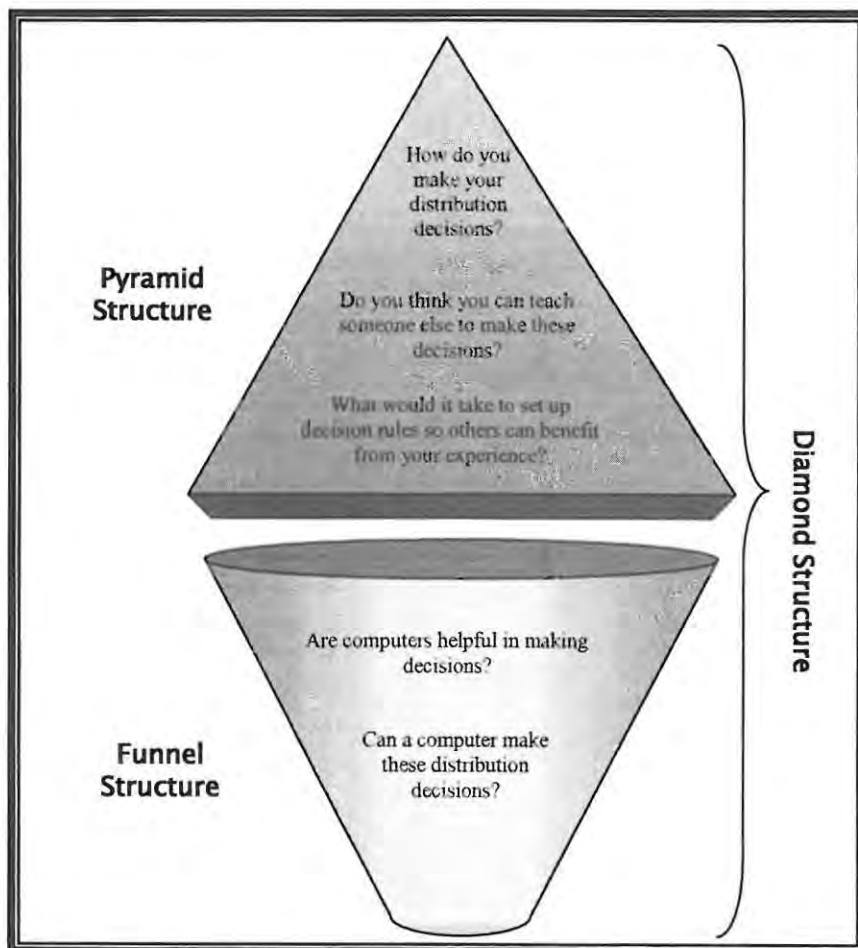 How do you
make your
distribution
decisions?
Pyramid
Structure
Do you think you can teach
someone else to make these
decisions?
What would it take to set up
decision rules so others can benefit
from your experience?
Diamond Structure
Are computers helpful in making
decisions?
Funnel
Structure
Can a computer make
these distribution
decisions?